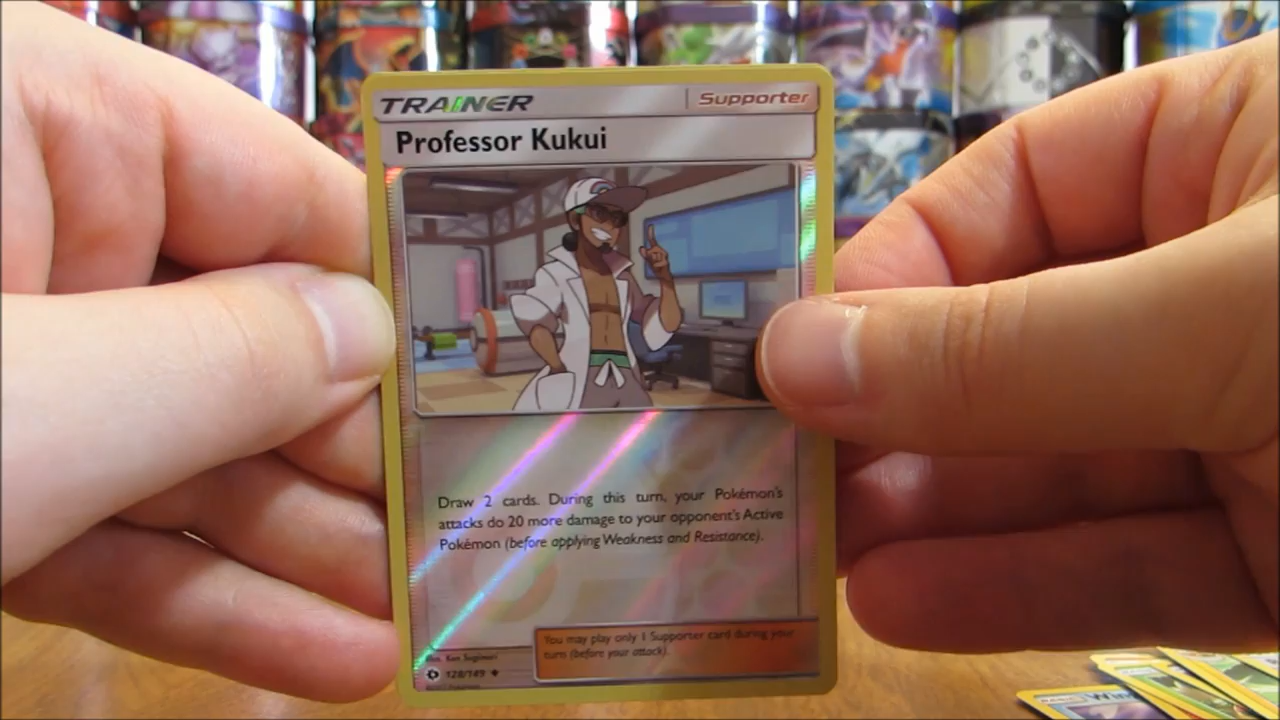 TRAINER Supporter
Professor Kukui
Draw 2 cards. During this turn, your Pokémon's
attacks do 20 more damage to your opponent's Active
Pokémon (before applying Weakness and Resistance).
You may play only 1 Supporter card during your
turn (before your attack).
Illus. Ken Sugimori
128/149